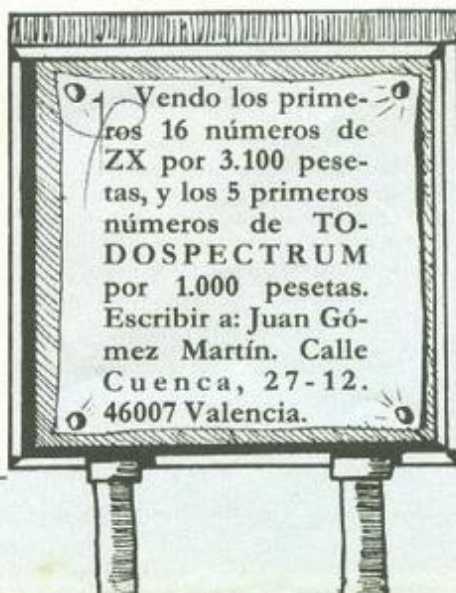 Vendo los prime-
ros 16 números de
ZX por 3.100 pese-
tas, y los 5 primeros
números de TO-
DOSPECTRUM
por 1.000 pesetas.
Escribir a: Juan Gó-
mez Martín. Calle
Cuenca, 27-12.
46007 Valencia.